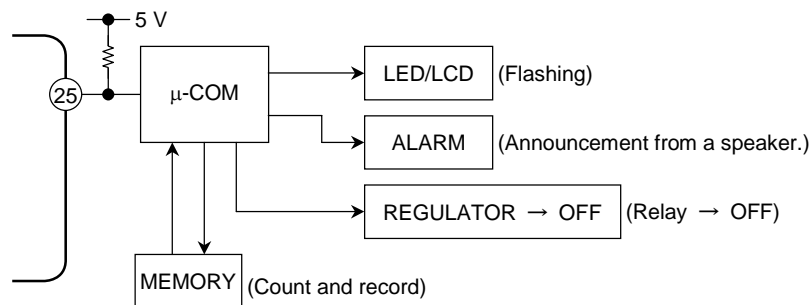 5 V
25
μ-COM
LED/LCD (Flashing)
ALARM (Announcement from a speaker.)
REGULATOR → OFF (Relay → OFF)
MEMORY (Count and record)